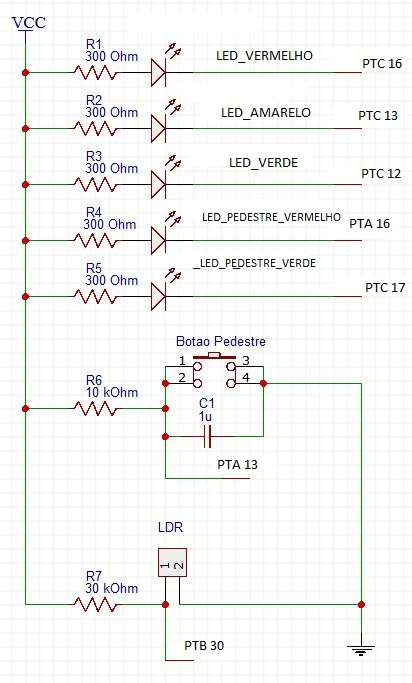 VCC
R1
300 Ohm
LED_VERMELHO
PTC 16
R2
300 Ohm
LED_AMARELO
PTC 13
R3
300 Ohm
LED_VERDE
PTC 12
R4
300 Ohm
LED_PEDESTRE_VERMELHO
PTA 16
R5
300 Ohm
_LED_PEDESTRE_VERDE
PTC 17
Botao Pedestre
1
3
2
4
R6
10 kOhm
C1
1u
PTA 13
LDR
1
2
R7
30 kOhm
PTB 30